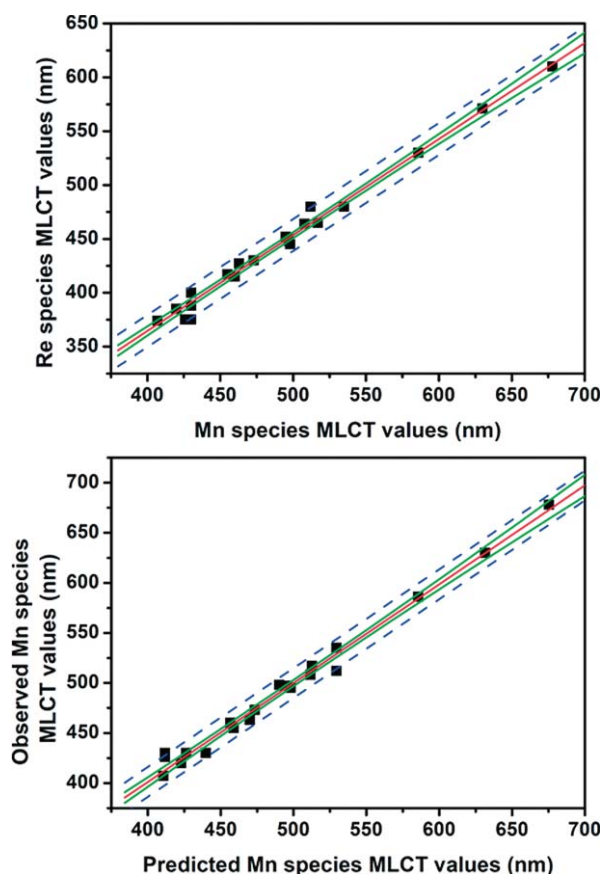 650
600
550
500
450
400
350
Re species MLCT values (nm)
400 450 500 550 600 650 700
Mn species MLCT values (nm)
700
650
600
550
500
450
400
Observed Mn species
MLCT values (nm)
400 450 500 550 600 650 700
Predicted Mn species MLCT values (nm)